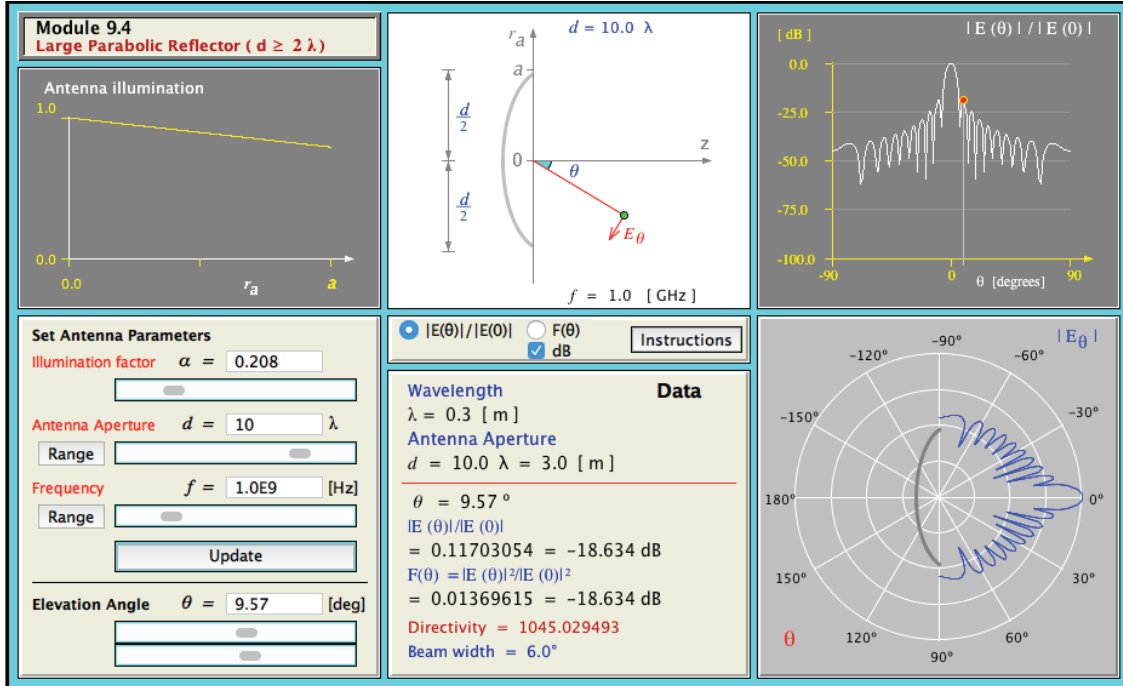 Module 9.4
Large Parabolic Reflector ( d ≥ 2 λ )
Antenna illumination
1.0
0.0
0.0
rₐ
a
d = 10.0 λ
rₐ
a
d
2
0
z
θ
d
2
E θ
f = 1.0 [ GHz ]
| E (θ) | / | E (0) |
[ dB ]
0.0
-25.0
-50.0
-75.0
-100.0
-90
0
90
θ [degrees]
Set Antenna Parameters
Illumination factor α = 0.208
Antenna Aperture d = 10 λ
Range
Frequency f = 1.0E9 [Hz]
Range
Update
Elevation Angle θ = 9.57 [deg]
|E(θ)|/|E(0)| F(θ)
dB
Instructions
Wavelength Data
λ = 0.3 [ m ]
Antenna Aperture
d = 10.0 λ = 3.0 [ m ]
θ = 9.57 º
|E (θ)|/|E (0)|
= 0.11703054 = −18.634 dB
F(θ) =|E (θ)|²/|E (0)|²
= 0.01369615 = −18.634 dB
Directivity = 1045.029493
Beam width = 6.0°
| E θ |
−90°
−120° −60°
−150° −30°
180° 0°
150° 30°
120° 60°
90°
θ